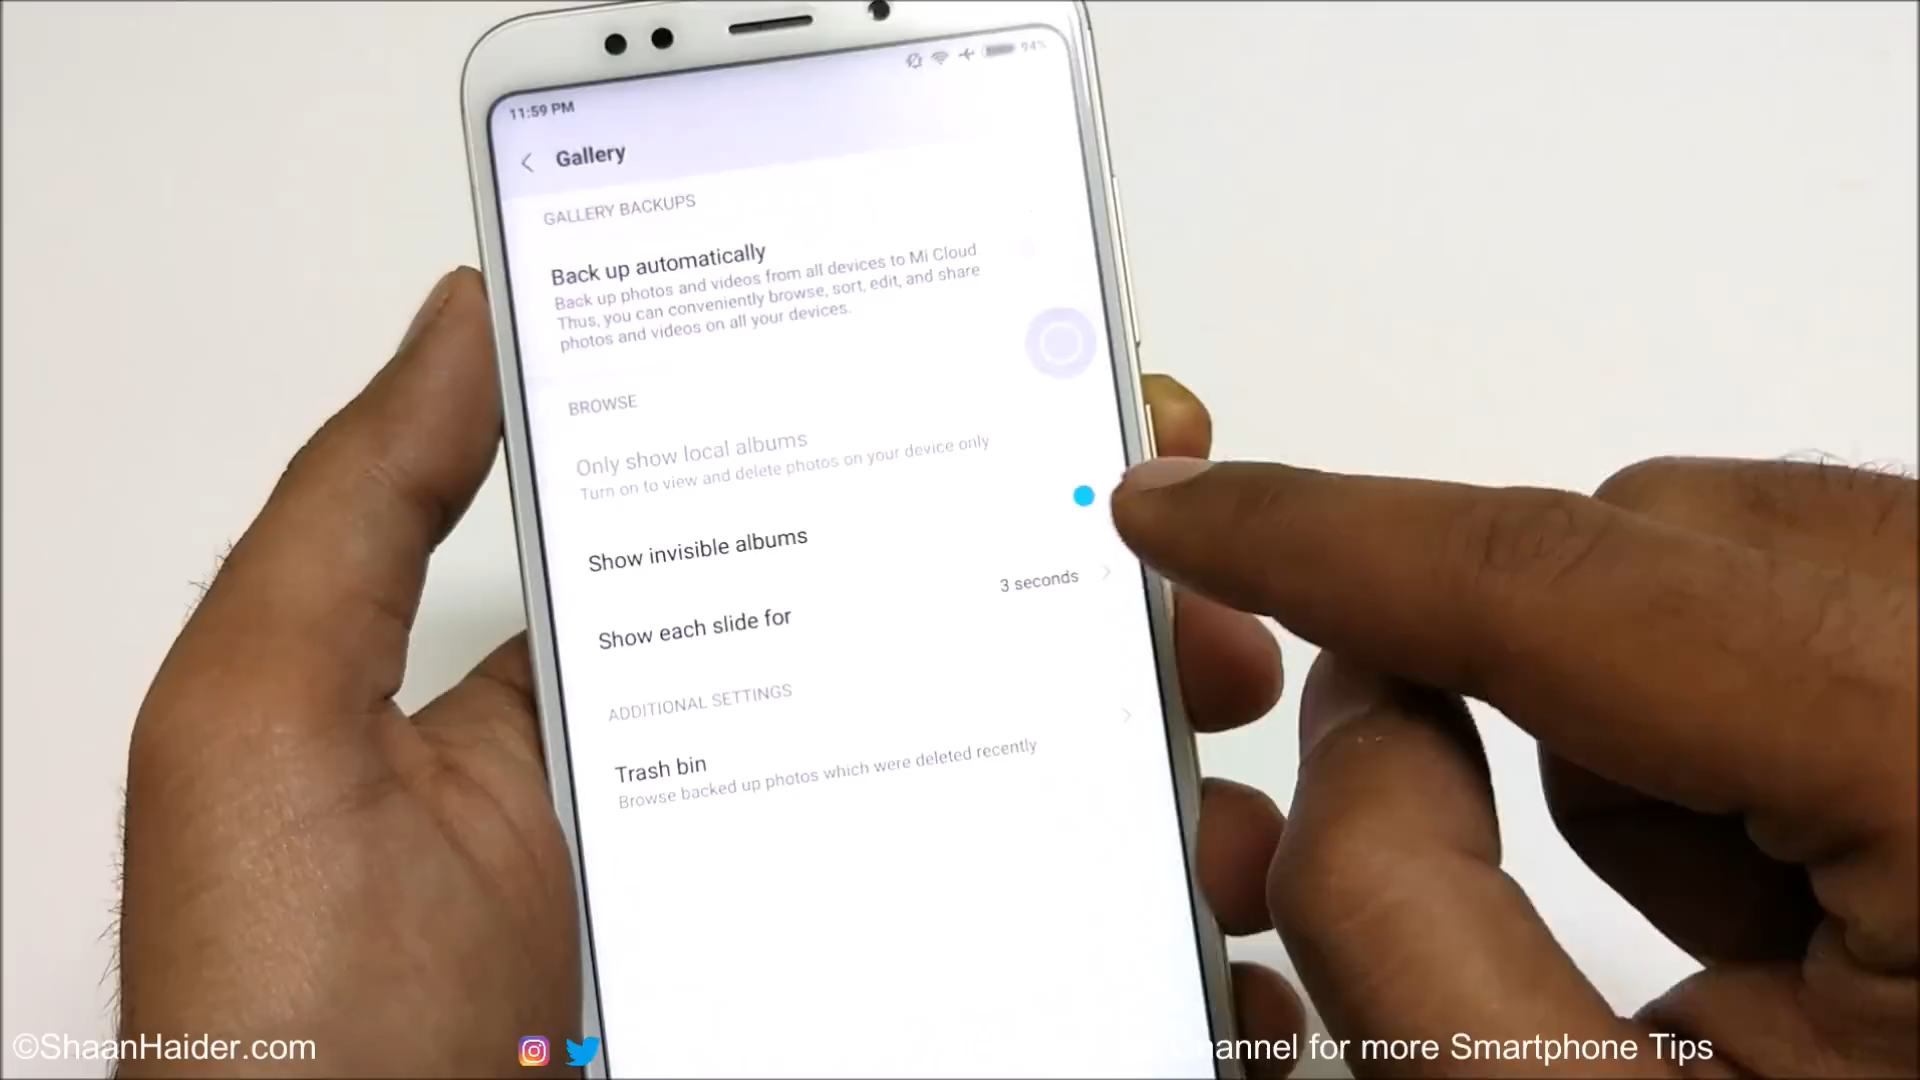 94%
11:59 PM
Gallery
GALLERY BACKUPS
Back up automatically
Back up photos and videos from all devices to Mi Cloud.
Thus, you can conveniently browse, sort, edit, and share
photos and videos on all your devices.
BROWSE
Only show local albums
Turn on to view and delete photos on your device only
Show invisible albums
Show each slide for
3 seconds
ADDITIONAL SETTINGS
Trash bin
Browse backed up photos which were deleted recently
©ShaanHaider.com
Channel for more Smartphone Tips